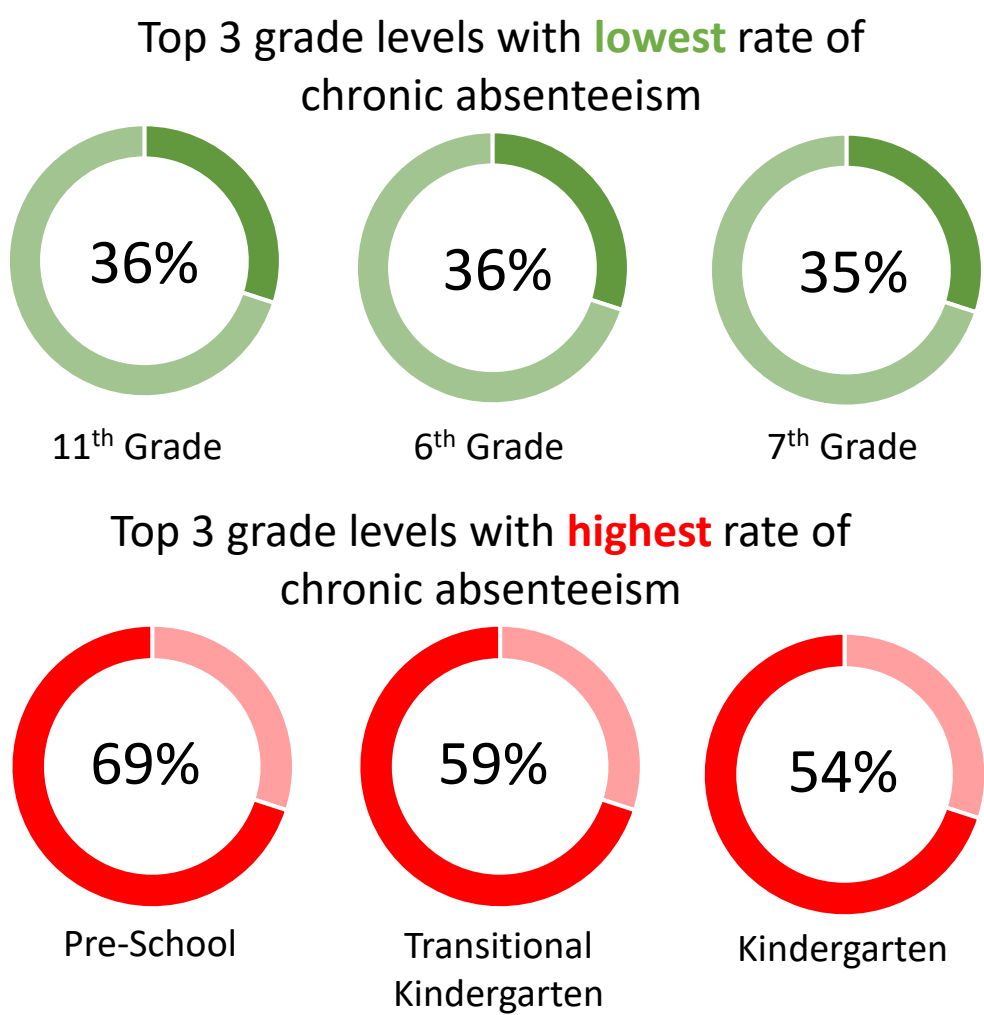 Top 3 grade levels with lowest rate of
chronic absenteeism
36%
36%
35%
11th Grade
6th Grade
7th Grade
Top 3 grade levels with highest rate of
chronic absenteeism
69%
59%
54%
Pre-School
Transitional
Kindergarten
Kindergarten